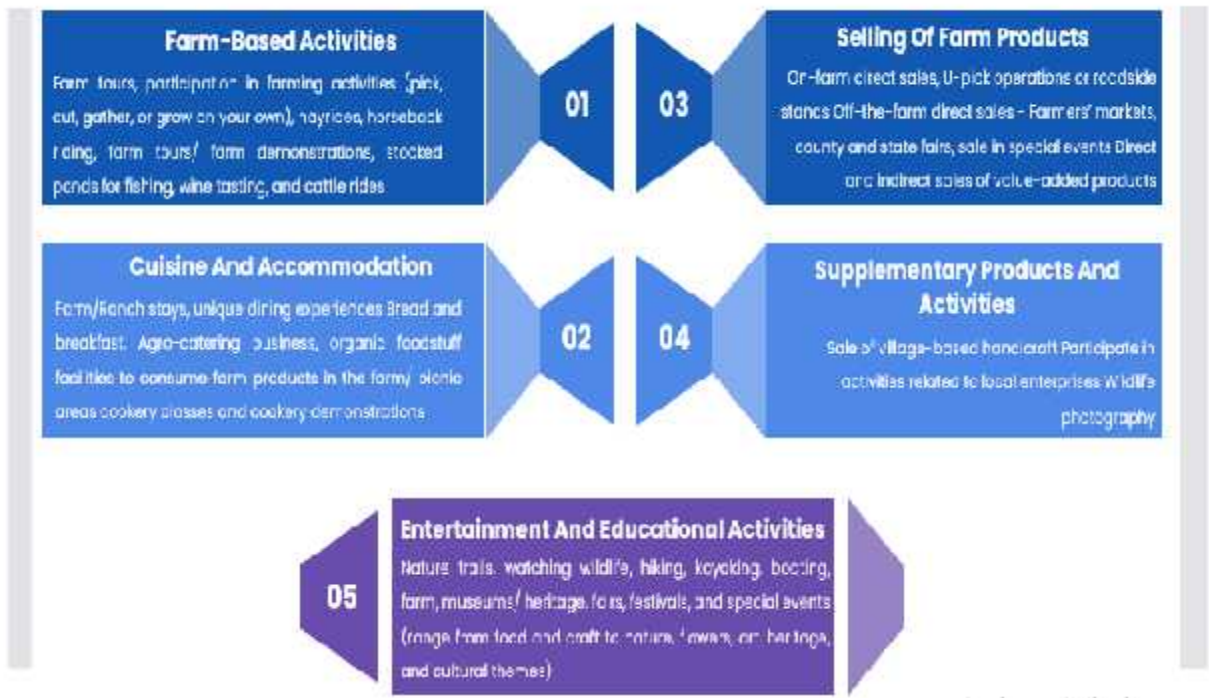 Farm-Based Activities
Farm tours, participation in farming activities (pick,
cut, gather, or grow on your own), hayrides, horseback
riding, farm tours/ farm demonstrations, stocked
ponds for fishing, wine tasting, and cattle rides
01
Cuisine And Accommodation
Farm/Ranch stays, unique dining experiences Bread and
breakfast. Agro-catering business, organic foodstuff
facilities to consume farm products in the farm/ picnic
areas cookery classes and cookery demonstrations
02
03
Selling Of Farm Products
On-farm direct sales, U-pick operations or roadside
stands Off-the-farm direct sales - Farmers' markets,
county and state fairs, sale in special events Direct
and indirect sales of value-added products
04
Supplementary Products And
Activities
Sale of village-based handicraft Participate in
activities related to local enterprises Wildlife
photography
05
Entertainment And Educational Activities
Nature trails, watching wildlife, hiking, kayaking, boating,
farm, museums/ heritage, fairs, festivals, and special events
(range from food and craft to nature, flowers, art heritage,
and cultural themes)